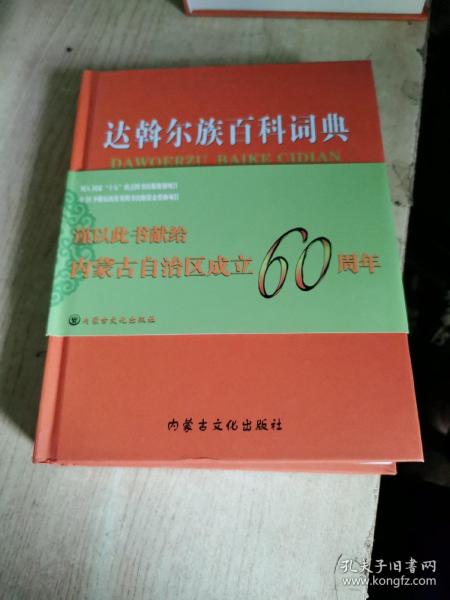 达斡尔族百科词典
DAWOERZU BAIKE CIDIAN
谨以此书献给
内蒙古自治区成立60周年
内蒙古文化出版社
内蒙古文化出版社
孔夫子旧书网
www.kongfz.com